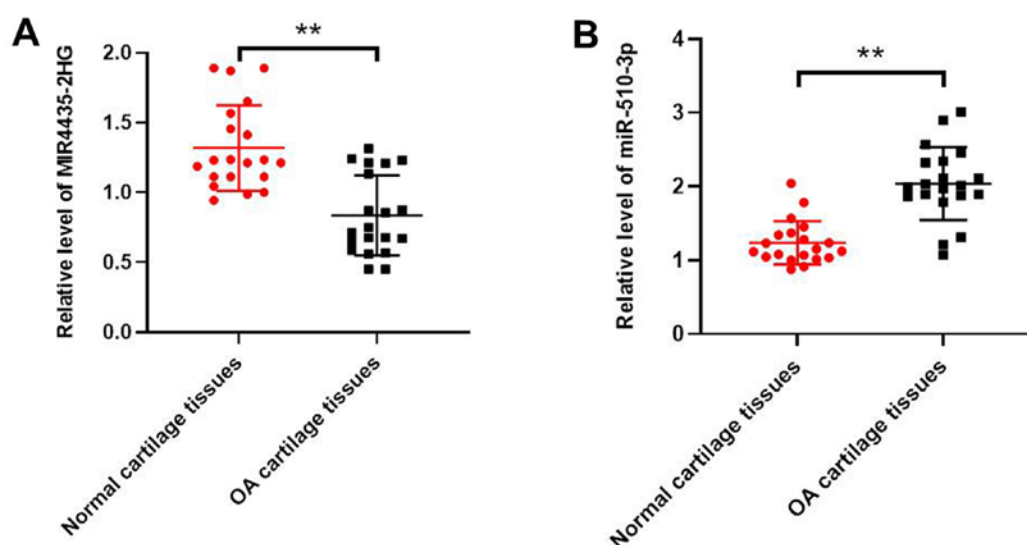 A
Relative level of MIR4435-2HG
2.0
1.5
1.0
0.5
0.0
**
Normal cartilage tissues
OA cartilage tissues
B
Relative level of miR-510-3p
4
3
2
1
0
**
Normal cartilage tissues
OA cartilage tissues